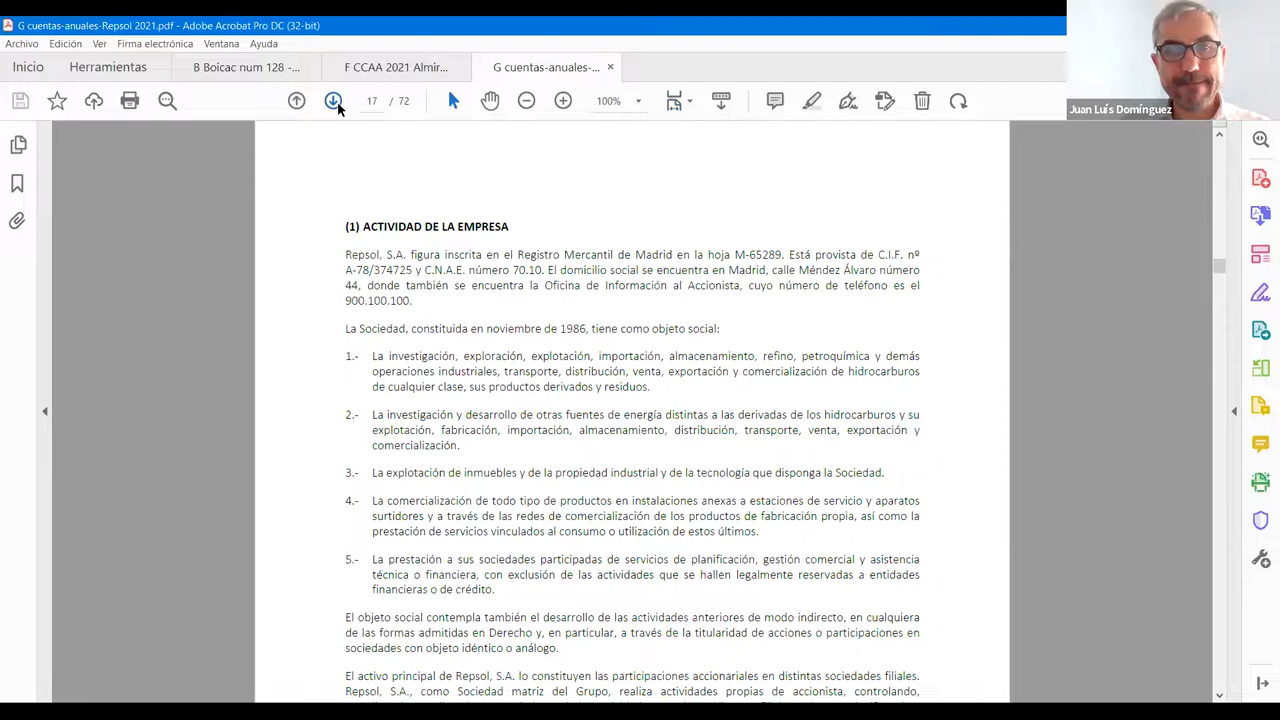 G cuentas-anuales-Repsol 2021.pdf - Adobe Acrobat Pro DC (32-bit)
Archivo Edición Ver Firma electrónica Ventana Ayuda
Inicio Herramientas B Boicac num 128 -... F CCAA 2021 Almir... G cuentas-anuales-... ×
17 / 72 100%
Juan Luís Domínguez
(1) ACTIVIDAD DE LA EMPRESA
Repsol, S.A. figura inscrita en el Registro Mercantil de Madrid en la hoja M-65289. Está provista de C.I.F. nº
A-78/374725 y C.N.A.E. número 70.10. El domicilio social se encuentra en Madrid, calle Méndez Álvaro número
44, donde también se encuentra la Oficina de Información al Accionista, cuyo número de teléfono es el
900.100.100.
La Sociedad, constituida en noviembre de 1986, tiene como objeto social:
1.- La investigación, exploración, explotación, importación, almacenamiento, refino, petroquímica y demás
operaciones industriales, transporte, distribución, venta, exportación y comercialización de hidrocarburos
de cualquier clase, sus productos derivados y residuos.
2.- La investigación y desarrollo de otras fuentes de energía distintas a las derivadas de los hidrocarburos y su
explotación, fabricación, importación, almacenamiento, distribución, transporte, venta, exportación y
comercialización.
3.- La explotación de inmuebles y de la propiedad industrial y de la tecnología que disponga la Sociedad.
4.- La comercialización de todo tipo de productos en instalaciones anexas a estaciones de servicio y aparatos
surtidores y a través de las redes de comercialización de los productos de fabricación propia, así como la
prestación de servicios vinculados al consumo o utilización de estos últimos.
5.- La prestación a sus sociedades participadas de servicios de planificación, gestión comercial y asistencia
técnica o financiera, con exclusión de las actividades que se hallen legalmente reservadas a entidades
financieras o de crédito.
El objeto social contempla también el desarrollo de las actividades anteriores de modo indirecto, en cualquiera
de las formas admitidas en Derecho y, en particular, a través de la titularidad de acciones o participaciones en
sociedades con objeto idéntico o análogo.
El activo principal de Repsol, S.A. lo constituyen las participaciones accionariales en distintas sociedades filiales.
Repsol, S.A., como Sociedad matriz del Grupo, realiza actividades propias de accionista, controlando,